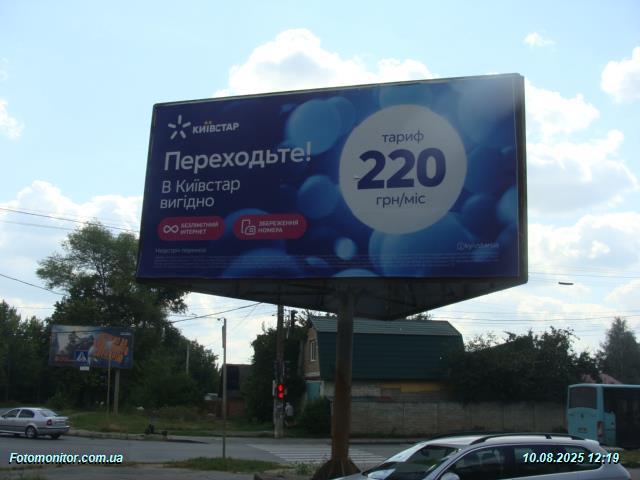 КИЇВСТАР
Переходьте!
В Київстар
вигідно
БЕЗЛІМІТНИЙ
ІНТЕРНЕТ
ЗБЕРЕЖЕННЯ
НОМЕРА
тариф
220
грн/міс
Fotomonitor.com.ua
10.08.2025 12:19